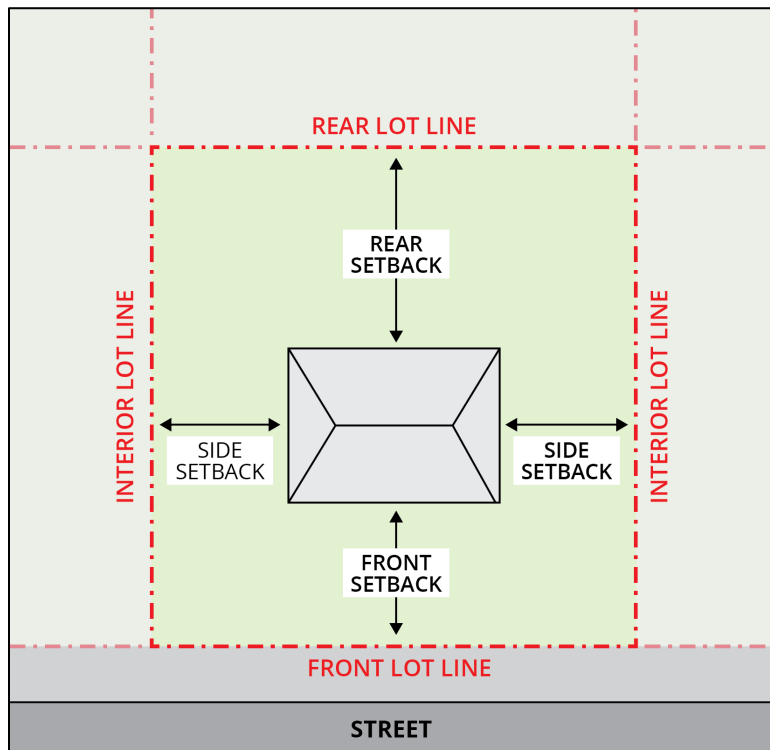 REAR LOT LINE
REAR
SETBACK
INTERIOR LOT LINE
INTERIOR LOT LINE
SIDE
SETBACK
SIDE
SETBACK
FRONT
SETBACK
FRONT LOT LINE
STREET